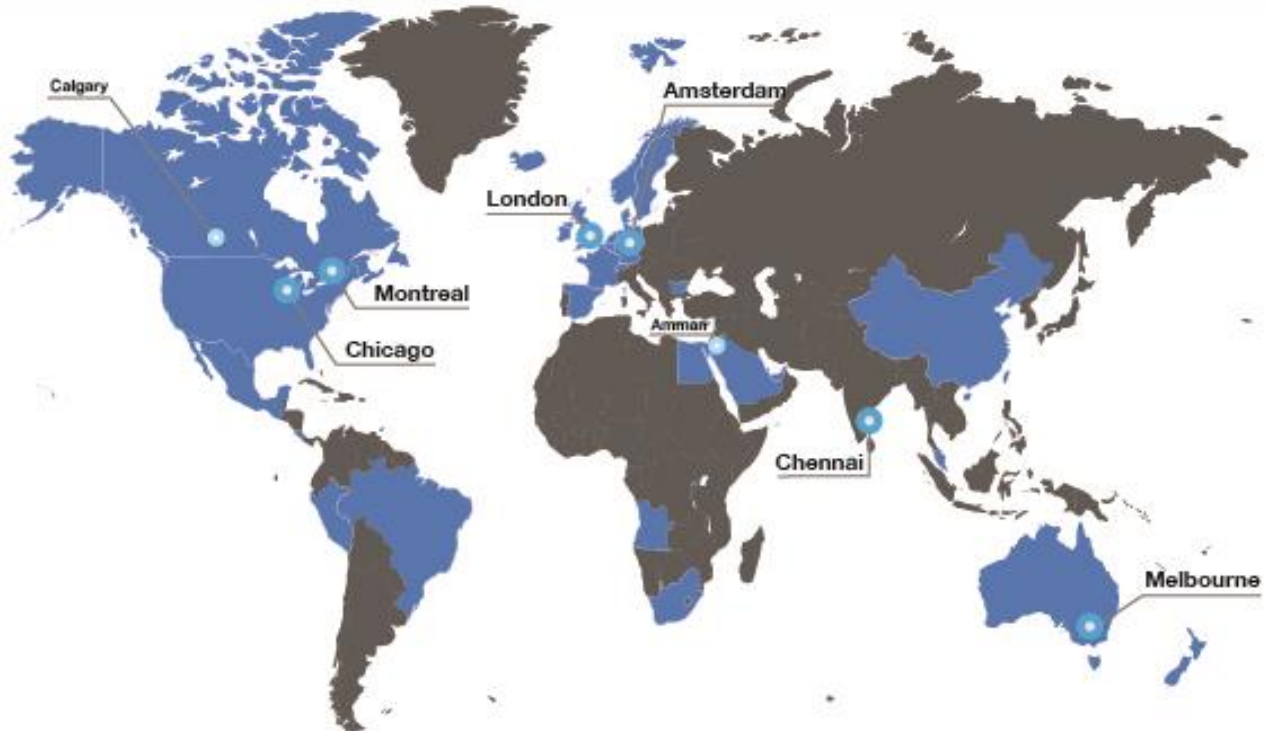 Calgary
Amsterdam
London
Montreal
Amman
Chicago
Chennai
Melbourne